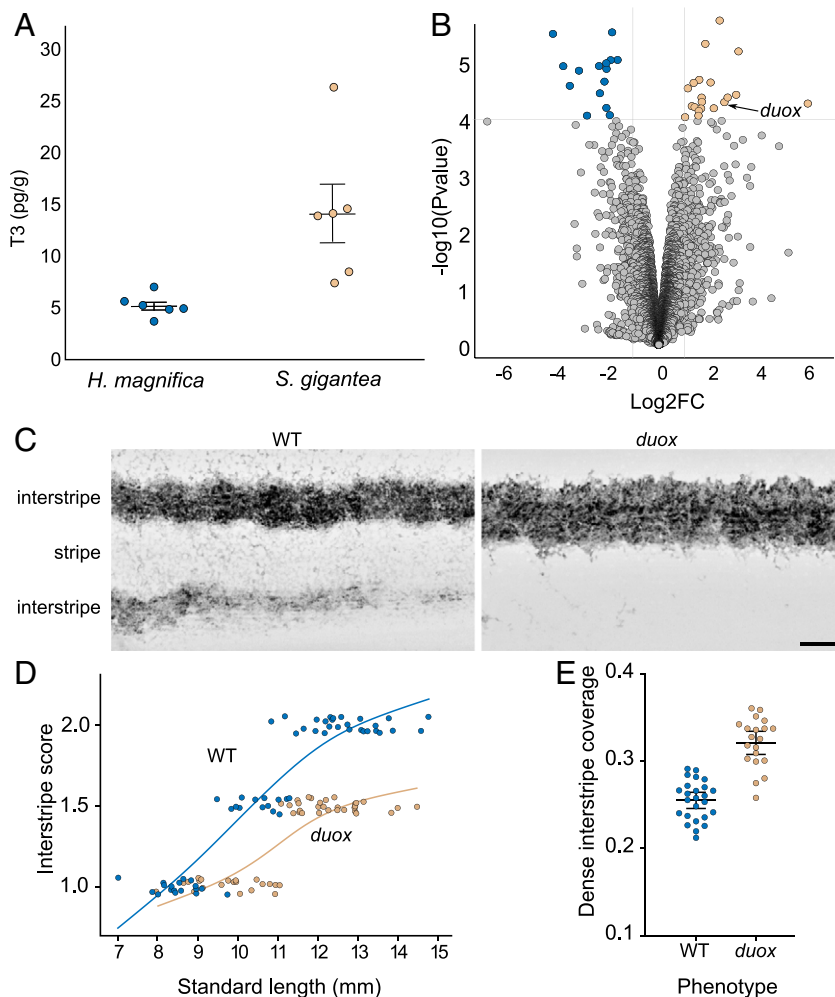 A
30
25
20
15
10
5
0
T3 (pg/g)
H. magnifica
S. gigantea
B
5
4
3
2
1
0
-log10(Pvalue)
duox
-6
-4
-2
0
2
4
6
Log2FC
C
WT
duox
interstripe
stripe
interstripe
D
2.0
1.5
1.0
Interstripe score
WT
duox
7
8
9
10
11
12
13
14
15
Standard length (mm)
E
0.4
0.3
0.2
0.1
Dense interstripe coverage
WT
duox
Phenotype